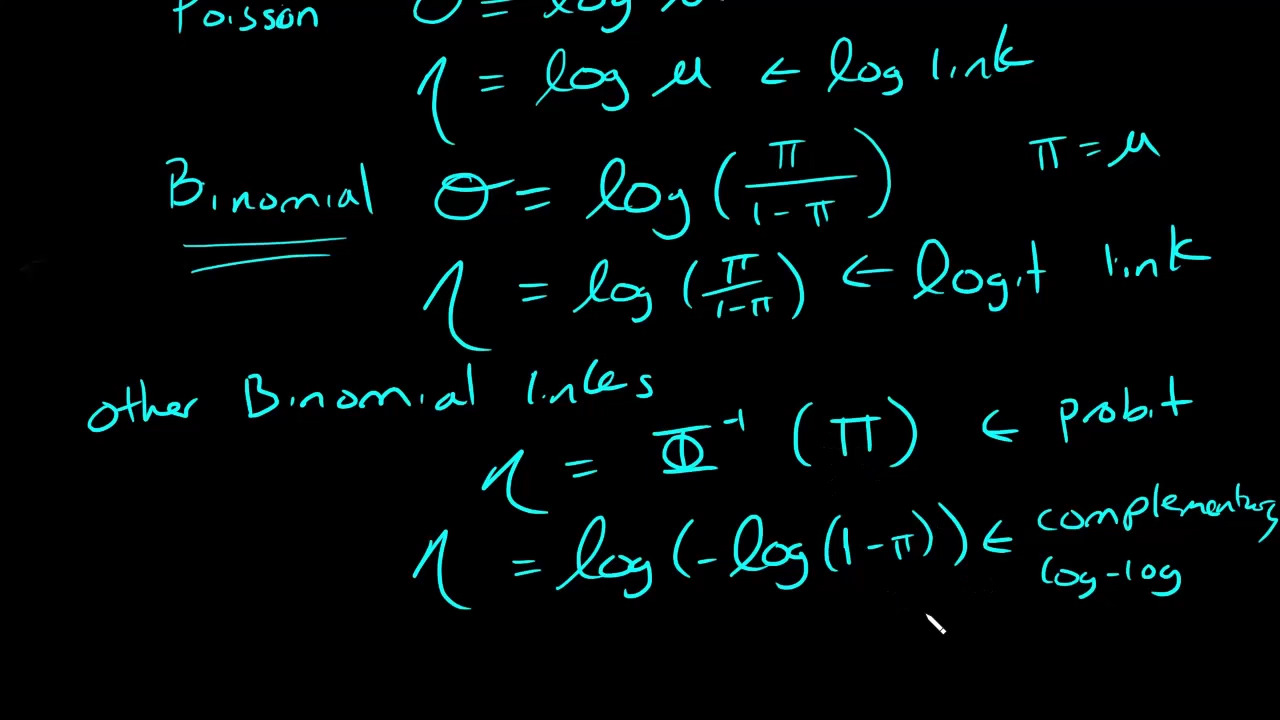 Poisson θ = log μ
η = log μ ← log link
Binomial θ = log(π/(1-π)) π = μ
η = log(π/(1-π)) ← logit link
other Binomial links
η = Φ⁻¹(π) ← probit
η = log(-log(1-π)) ← complementary
log-log